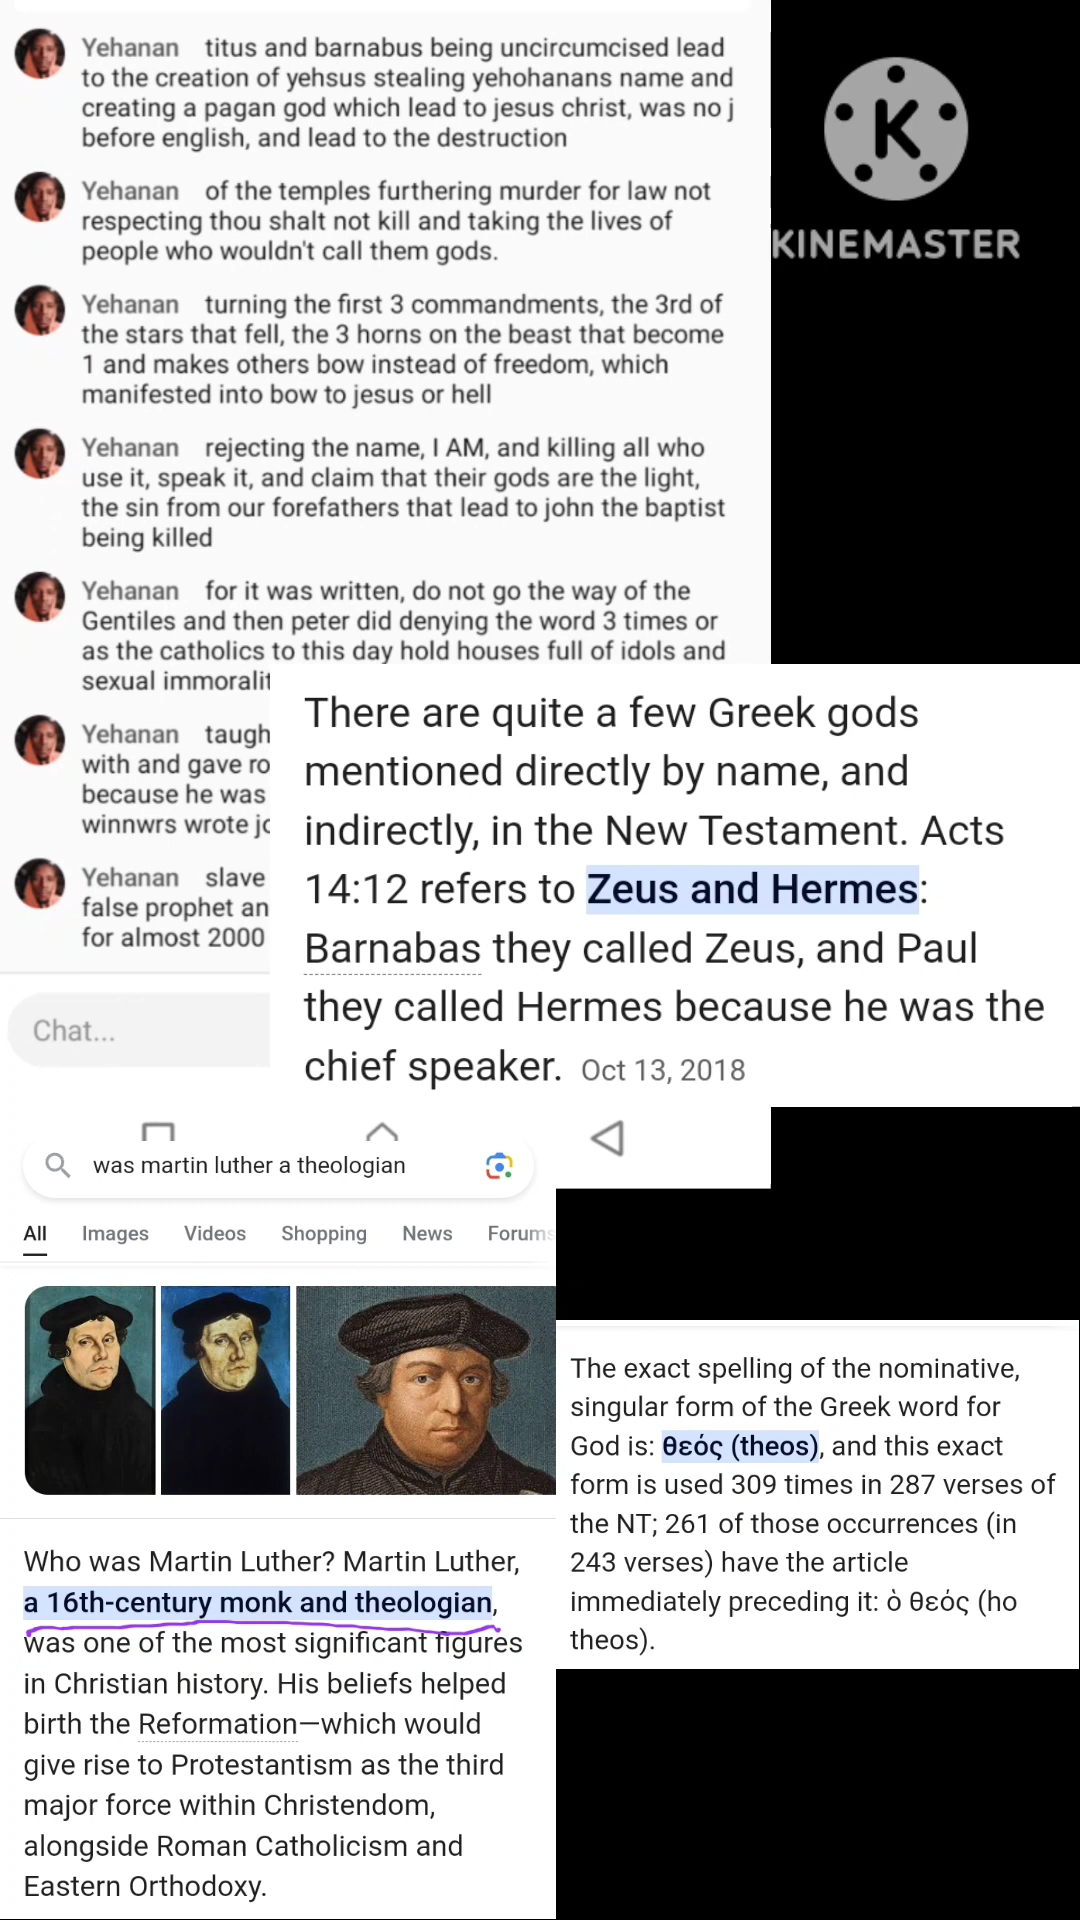 Yehanan titus and barnabus being uncircumcised lead
to the creation of yehsus stealing yehohanans name and
creating a pagan god which lead to jesus christ, was no j
before english, and lead to the destruction
Yehanan of the temples furthering murder for law not
respecting thou shalt not kill and taking the lives of
people who wouldn't call them gods.
Yehanan turning the first 3 commandments, the 3rd of
the stars that fell, the 3 horns on the beast that become
1 and makes others bow instead of freedom, which
manifested into bow to jesus or hell
Yehanan rejecting the name, I AM, and killing all who
use it, speak it, and claim that their gods are the light,
the sin from our forefathers that lead to john the baptist
being killed
Yehanan for it was written, do not go the way of the
Gentiles and then peter did denying the word 3 times or
as the catholics to this day hold houses full of idols and
sexual
Yehanan
with and gave
because he was
winnwrs wrote
Yehanan slave
false prophet
for almost 2000
Chat...
K
KINEMASTER
There are quite a few Greek gods
mentioned directly by name, and
indirectly, in the New Testament. Acts
14:12 refers to Zeus and Hermes:
Barnabas they called Zeus, and Paul
they called Hermes because he was the
chief speaker. Oct 13, 2018
was martin luther a theologian
All Images Videos Shopping News Forums
Who was Martin Luther? Martin Luther,
a 16th-century monk and theologian,
was one of the most significant figures
in Christian history. His beliefs helped
birth the Reformation—which would
give rise to Protestantism as the third
major force within Christendom,
alongside Roman Catholicism and
Eastern Orthodoxy.
The exact spelling of the nominative,
singular form of the Greek word for
God is: θεός (theos), and this exact
form is used 309 times in 287 verses of
the NT; 261 of those occurrences (in
243 verses) have the article
immediately preceding it: ὁ θεός (ho
theos).